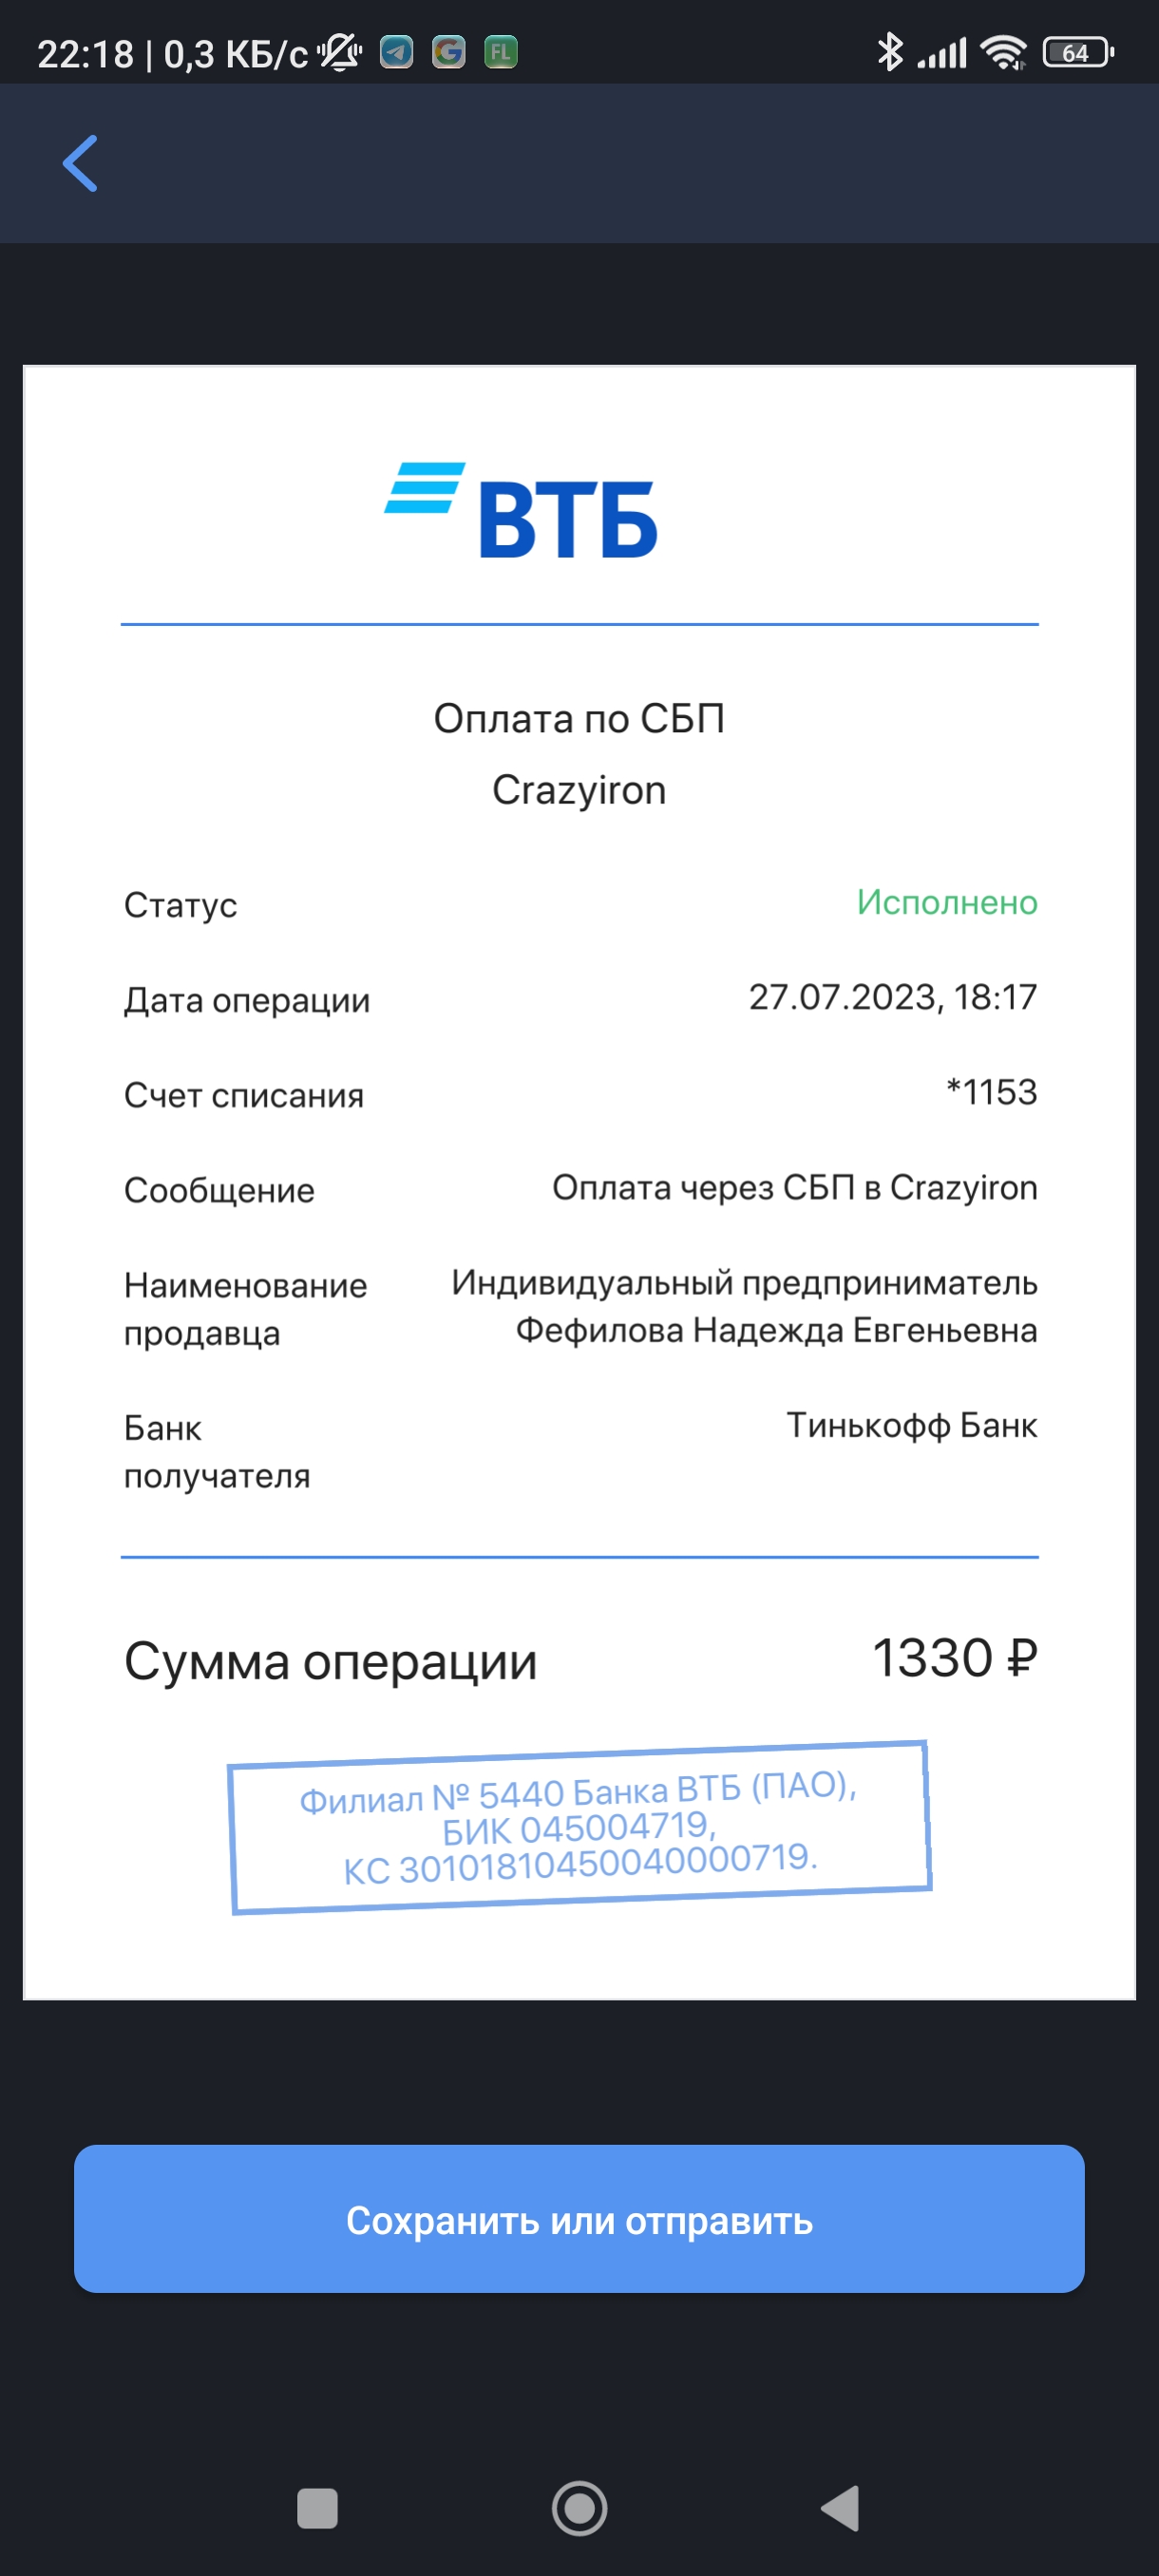 22:18 | 0,3 КБ/с
FL
64
ВТБ
Оплата по СБП
Crazyiron
Статус Исполнено
Дата операции 27.07.2023, 18:17
Счет списания *1153
Сообщение Оплата через СБП в Crazyiron
Наименование Индивидуальный предприниматель
продавца Фефилова Надежда Евгеньевна
Банк Тинькофф Банк
получателя
Сумма операции 1330 ₽
Филиал № 5440 Банка ВТБ (ПАО),
БИК 045004719,
КС 30101810450040000719.
Сохранить или отправить